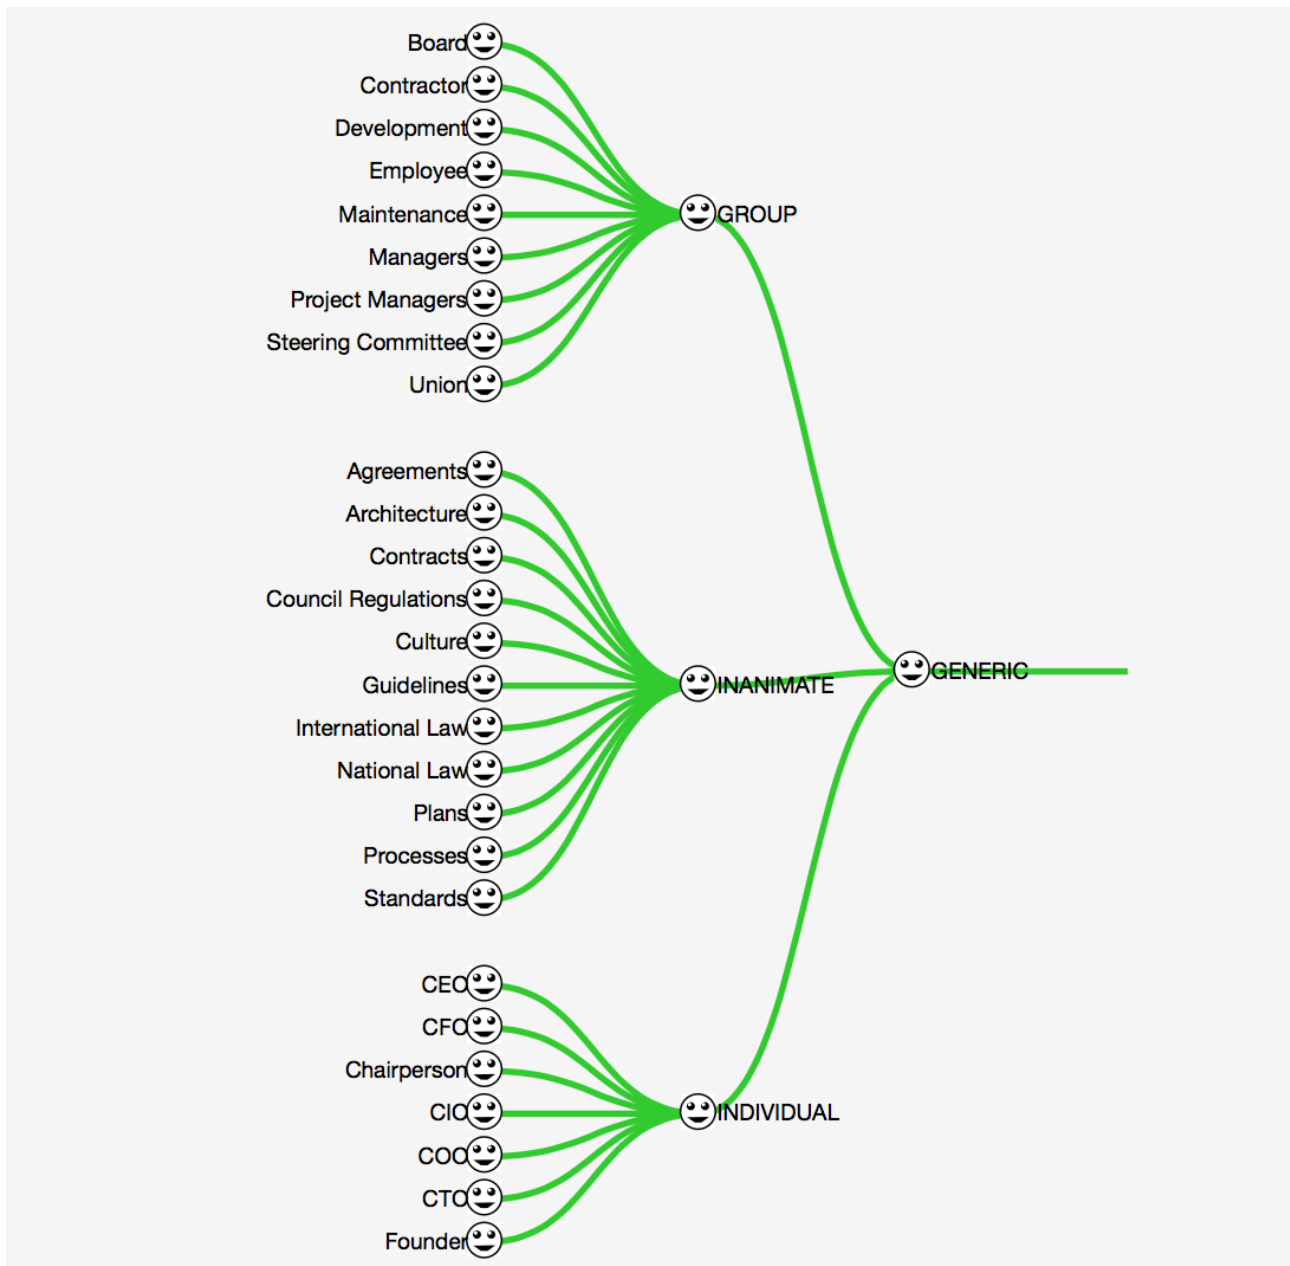 Board
Contractor
Development
Employee
Maintenance
Managers
Project Managers
Steering Committee
Union
GROUP
Agreements
Architecture
Contracts
Council Regulations
Culture
Guidelines
International Law
National Law
Plans
Processes
Standards
INANIMATE
GENERIC
CEO
CFO
Chairperson
CIO
COO
CTO
Founder
INDIVIDUAL